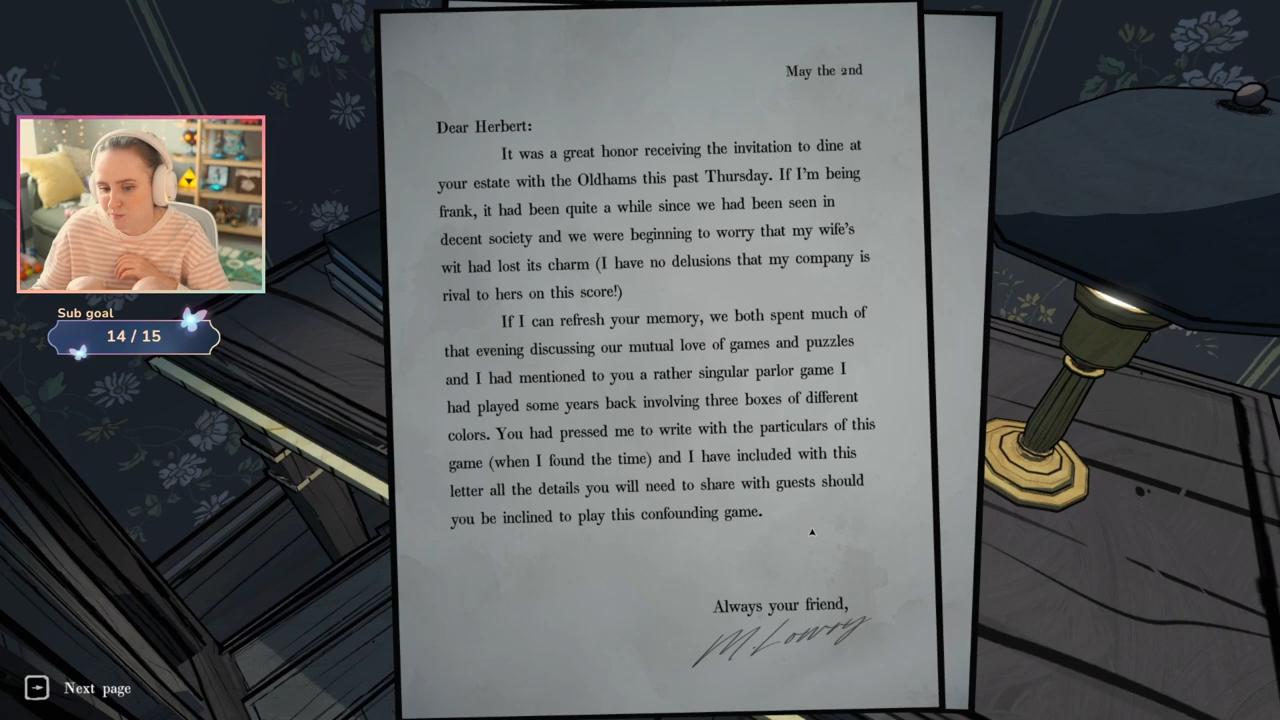 May the 2nd
Dear Herbert:
It was a great honor receiving the invitation to dine at
your estate with the Oldhams this past Thursday. If I'm being
frank, it had been quite a while since we had been seen in
decent society and we were beginning to worry that my wife's
wit had lost its charm (I have no delusions that my company is
rival to hers on this score!)
If I can refresh your memory, we both spent much of
that evening discussing our mutual love of games and puzzles
and I had mentioned to you a rather singular parlor game I
had played some years back involving three boxes of different
colors. You had pressed me to write with the particulars of this
game (when I found the time) and I have included with this
letter all the details you will need to share with guests should
you be inclined to play this confounding game.
Always your friend,
M. Lowry
Sub goal
14 / 15
Next page